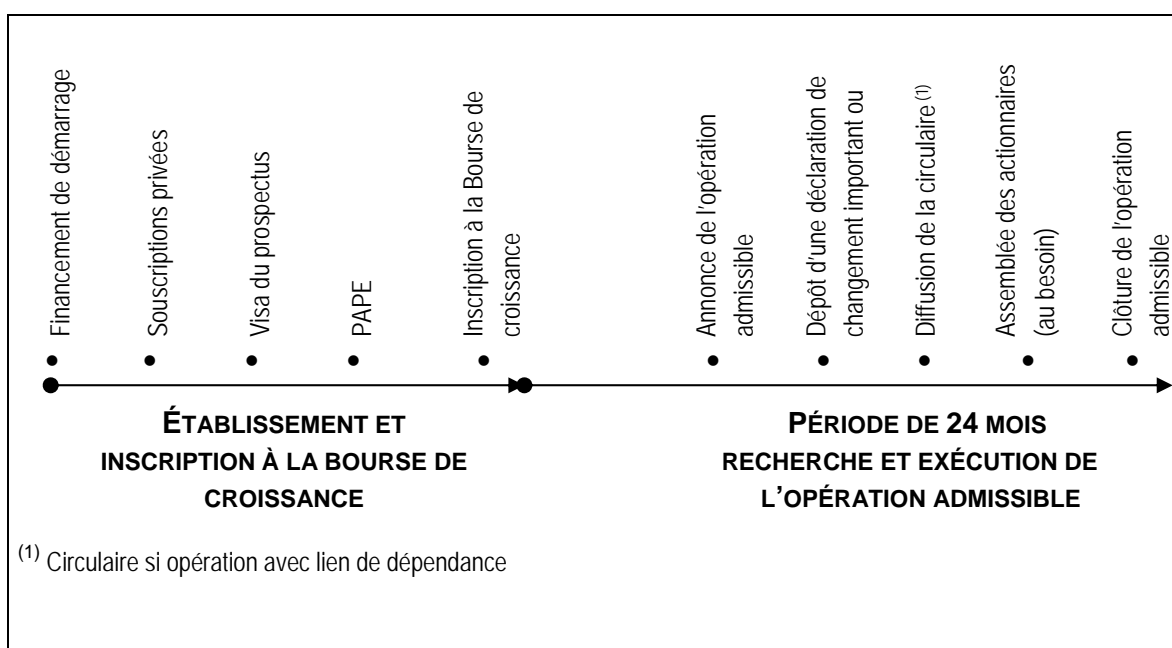 Financement de démarrage
Souscriptions privées
Visa du prospectus
PAPE
Inscription à la Bourse de
croissance
Annonce de l'opération
admissible
Dépôt d'une déclaration de
changement important ou
Diffusion de la circulaire (1)
Assemblée des actionnaires
(au besoin)
Clôture de l'opération
admissible
ÉTABLISSEMENT ET
INSCRIPTION À LA BOURSE DE
CROISSANCE
PÉRIODE DE 24 MOIS
RECHERCHE ET EXÉCUTION DE
L'OPÉRATION ADMISSIBLE
(1) Circulaire si opération avec lien de dépendance